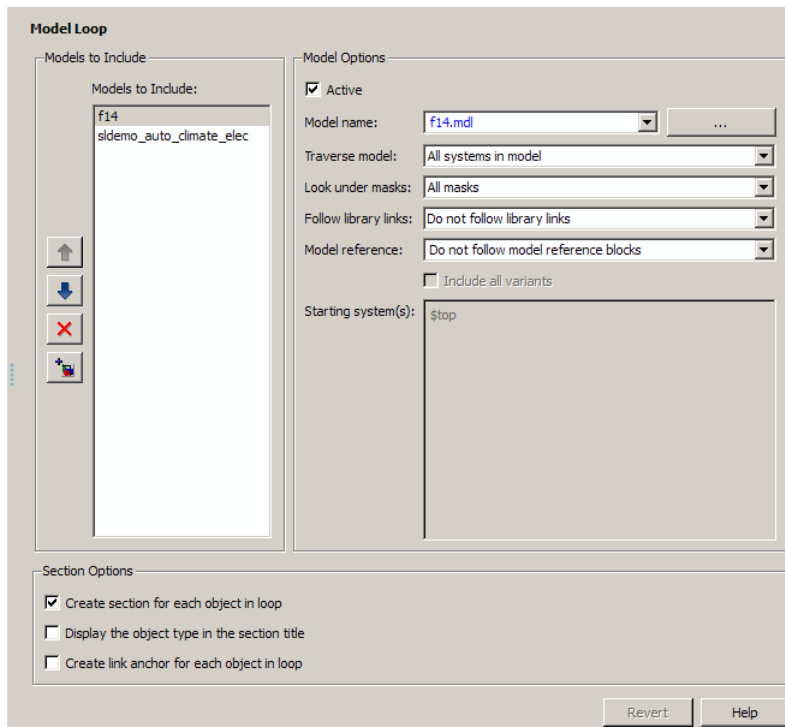 Model Loop
Models to Include
Models to Include:
f14
sldemo_auto_climate_elec
Model Options
Active
Model name: f14.mdl ...
Traverse model: All systems in model
Look under masks: All masks
Follow library links: Do not follow library links
Model reference: Do not follow model reference blocks
Include all variants
Starting system(s): $top
Section Options
Create section for each object in loop
Display the object type in the section title
Create link anchor for each object in loop
Revert Help